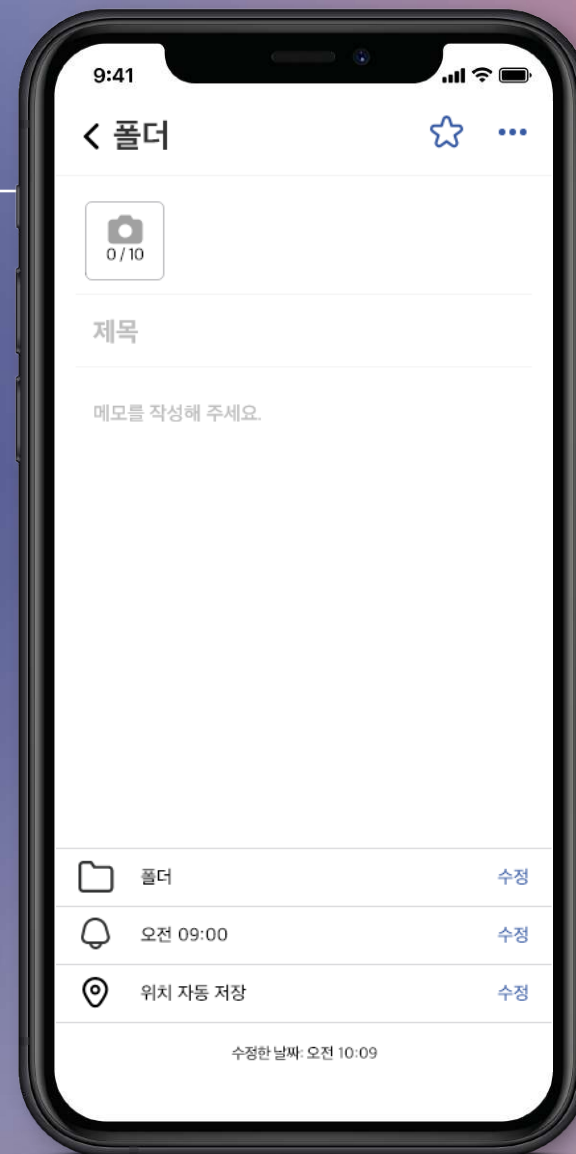 9:41
폴더
0/10
제목
메모를 작성해 주세요.
폴더 수정
오전 09:00 수정
위치 자동 저장 수정
수정한 날짜: 오전 10:09